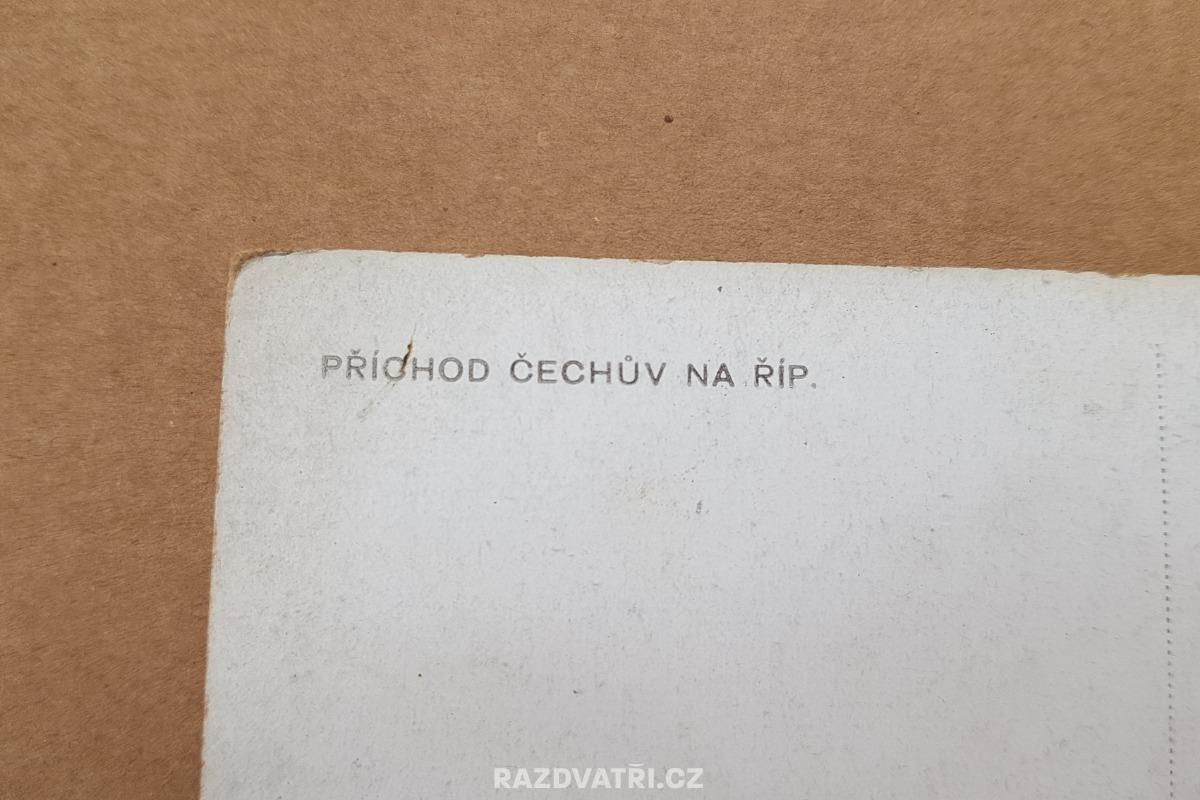 PŘÍCHOD ČECHŮV NA ŘÍP.
RAZDVATŘI.CZ